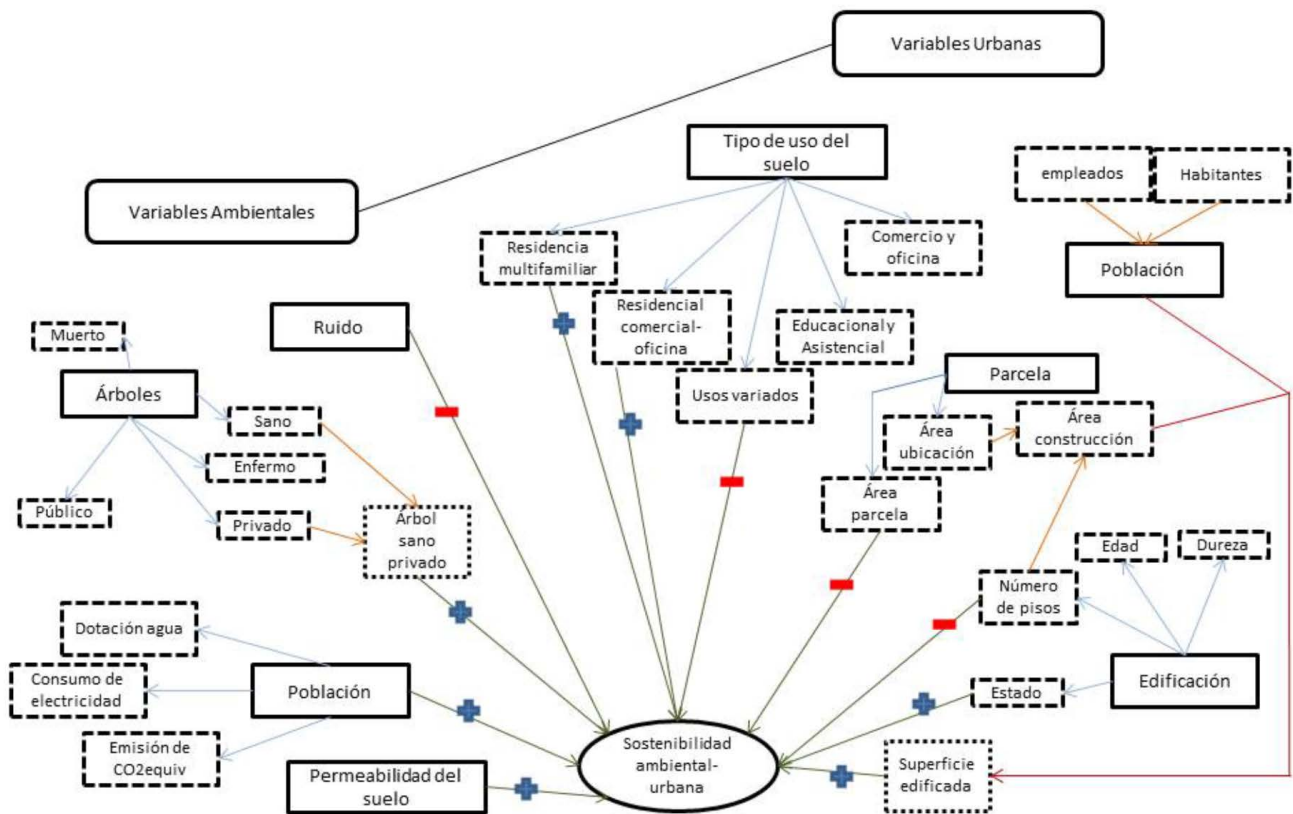 Variables Urbanas
Variables Ambientales
Tipo de uso del
suelo
empleados
Habitantes
Población
Residencia
multifamiliar
Comercio y
oficina
Residencial
comercial-
oficina
Educacional y
Asistencial
Usos variados
Ruido
Muerto
Árboles
Sano
Enfermo
Público
Privado
Árbol
sano
privado
Parcela
Área
ubicación
Área
construcción
Área
parcela
Edad
Dureza
Número
de pisos
Edificación
Estado
Dotación agua
Consumo de
electricidad
Población
Emisión de
CO2equiv
Permeabilidad del
suelo
Sostenibilidad
ambiental-
urbana
Superficie
edificada